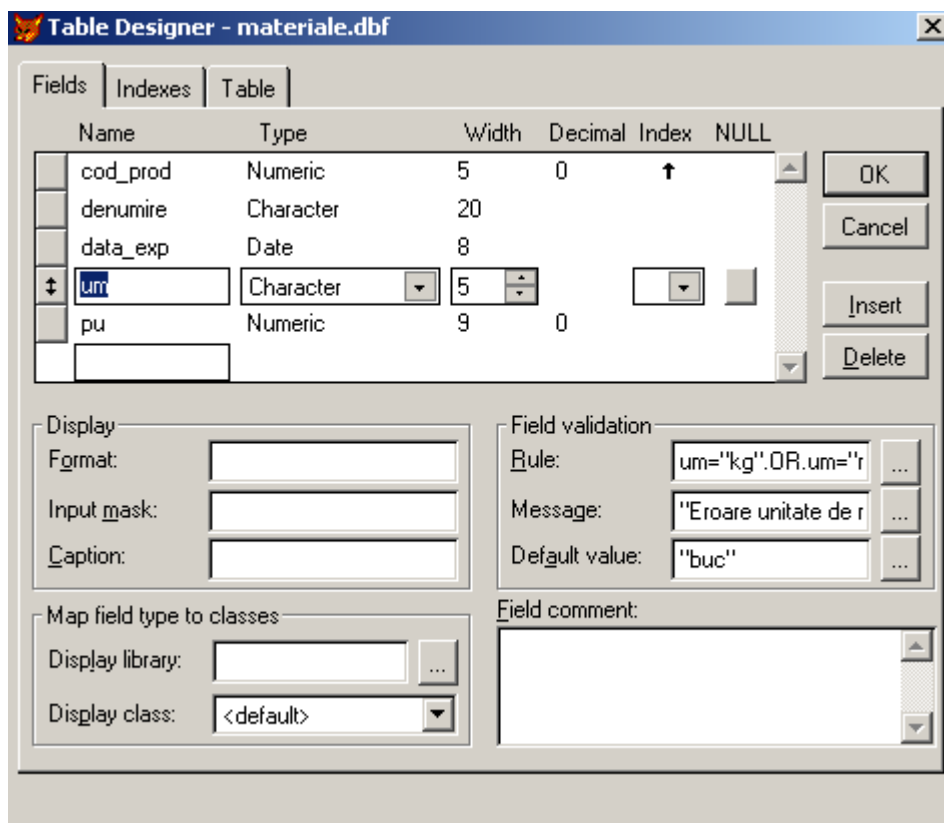 Table Designer - materiale.dbf
Fields Indexes Table
Name Type Width Decimal Index NULL
cod_prod Numeric 5 0
denumire Character 20
data_exp Date 8
um Character 5
pu Numeric 9 0
OK
Cancel
Insert
Delete
Display
Format:
Input mask:
Caption:
Field validation
Rule: um="kg".OR.um=" ...
Message: "Eroare unitate de ...
Default value: "buc" ...
Map field type to classes
Display library: ...
Display class: <default>
Field comment: